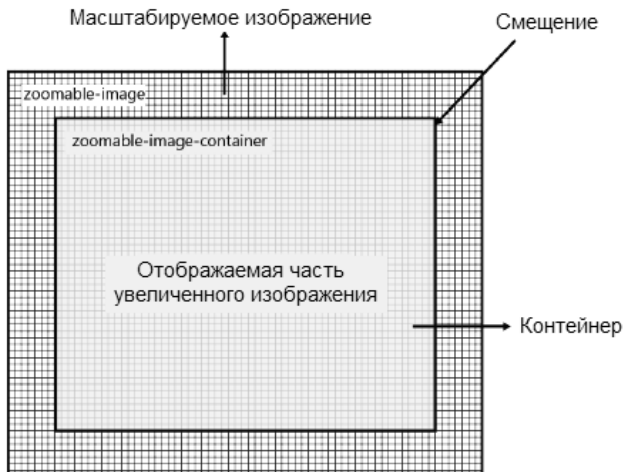 Масштабируемое изображение
Смещение
zoomable-image
zoomable-image-container
Отображаемая часть
увеличенного изображения
Контейнер